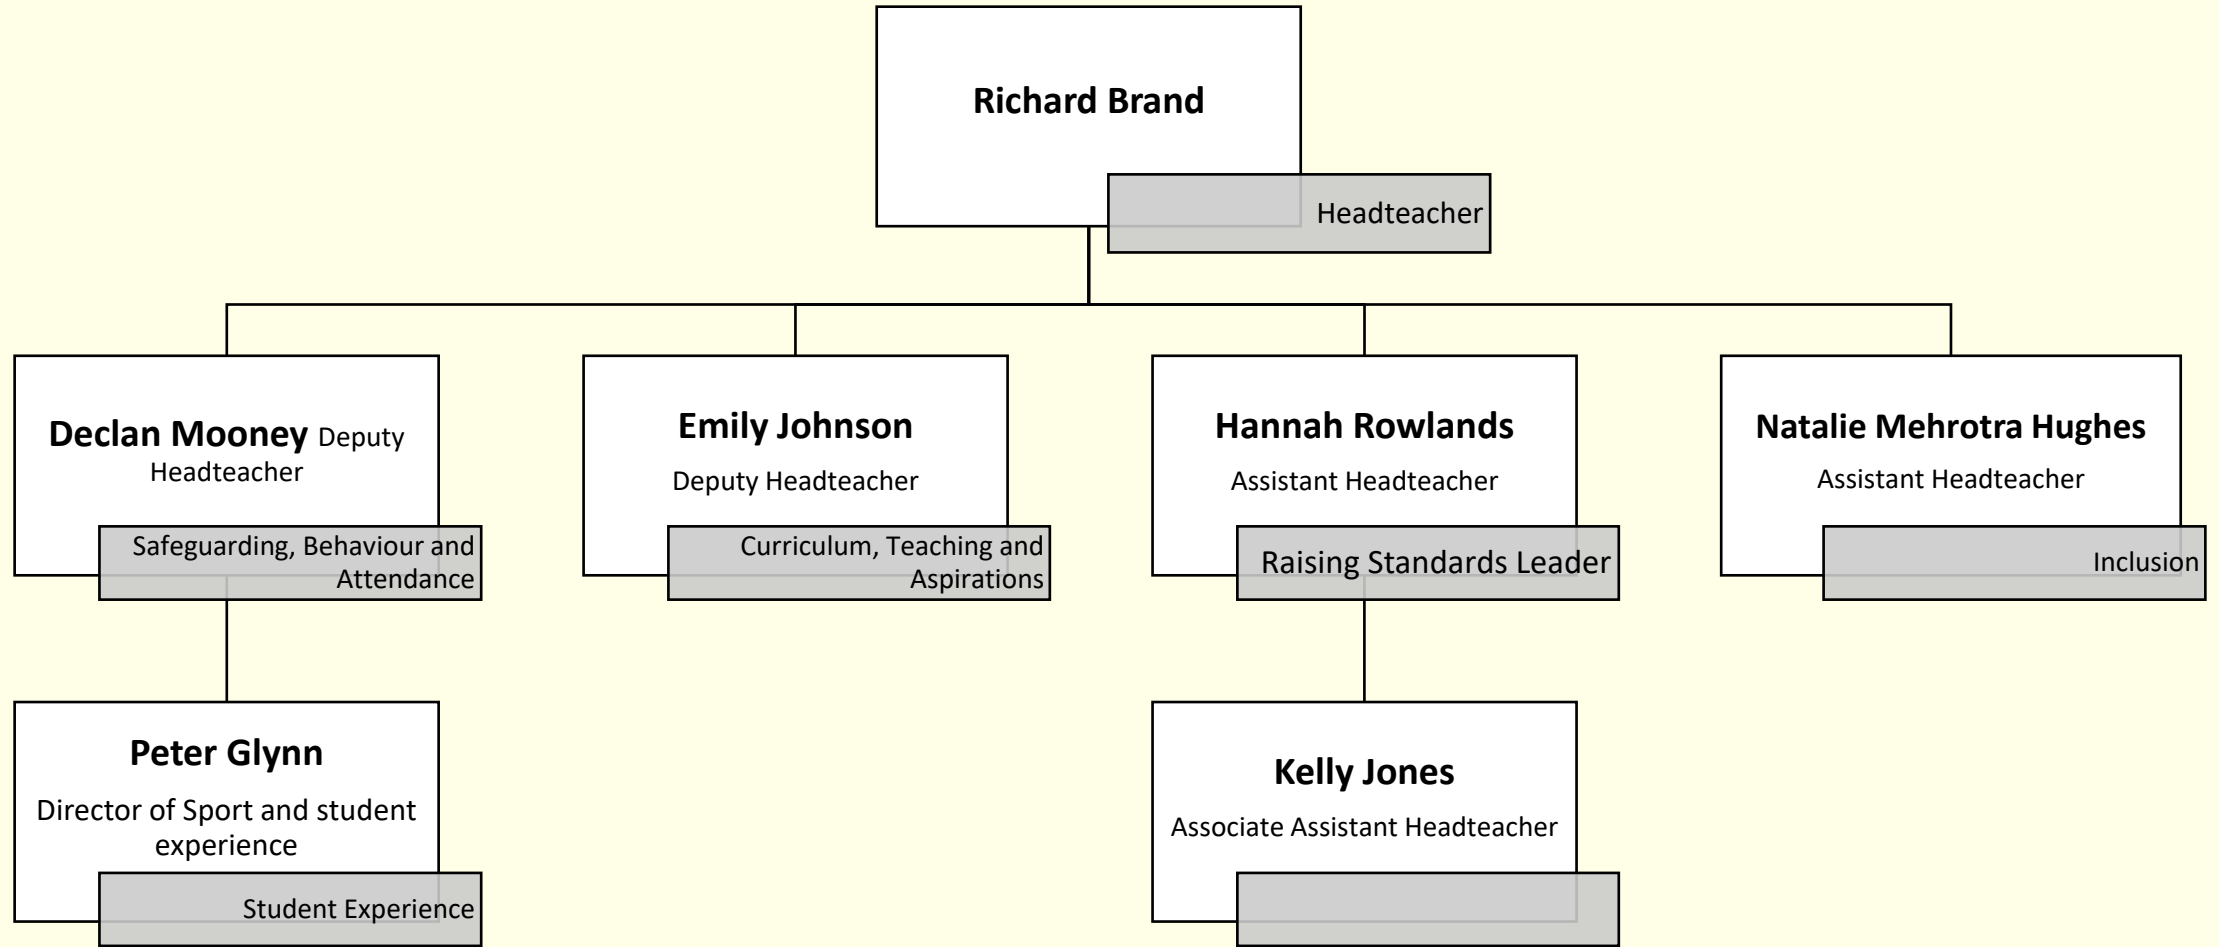 Richard Brand
Headteacher
Declan Mooney Deputy
Headteacher
Safeguarding, Behaviour and
Attendance
Emily Johnson
Deputy Headteacher
Curriculum, Teaching and
Aspirations
Hannah Rowlands
Assistant Headteacher
Raising Standards Leader
Natalie Mehrotra Hughes
Assistant Headteacher
Inclusion
Peter Glynn
Director of Sport and student
experience
Student Experience
Kelly Jones
Associate Assistant Headteacher